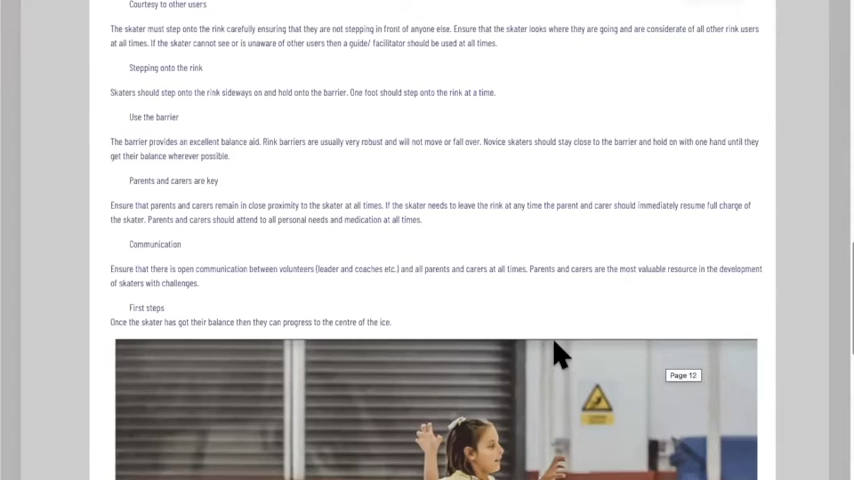 Courtesy to other users
The skater must step onto the rink carefully ensuring that they are not stepping in front of anyone else. Ensure that the skater looks where they are going and are considerate of all other rink users
at all times. If the skater cannot see or is unaware of other users then a guide/ facilitator should be used at all times.
Stepping onto the rink
Skaters should step onto the rink sideways on and hold onto the barrier. One foot should step onto the rink at a time.
Use the barrier
The barrier provides an excellent balance aid. Rink barriers are usually very robust and will not move or fall over. Novice skaters should stay close to the barrier and hold on with one hand until they
get their balance wherever possible.
Parents and carers are key
Ensure that parents and carers remain in close proximity to the skater at all times. If the skater needs to leave the rink at any time the parent and carer should immediately resume full charge of
the skater. Parents and carers should attend to all personal needs and medication at all times.
Communication
Ensure that there is open communication between volunteers (leader and coaches etc.) and all parents and carers at all times. Parents and carers are the most valuable resource in the development
of skaters with challenges.
First steps
Once the skater has got their balance then they can progress to the centre of the ice.
Page 12